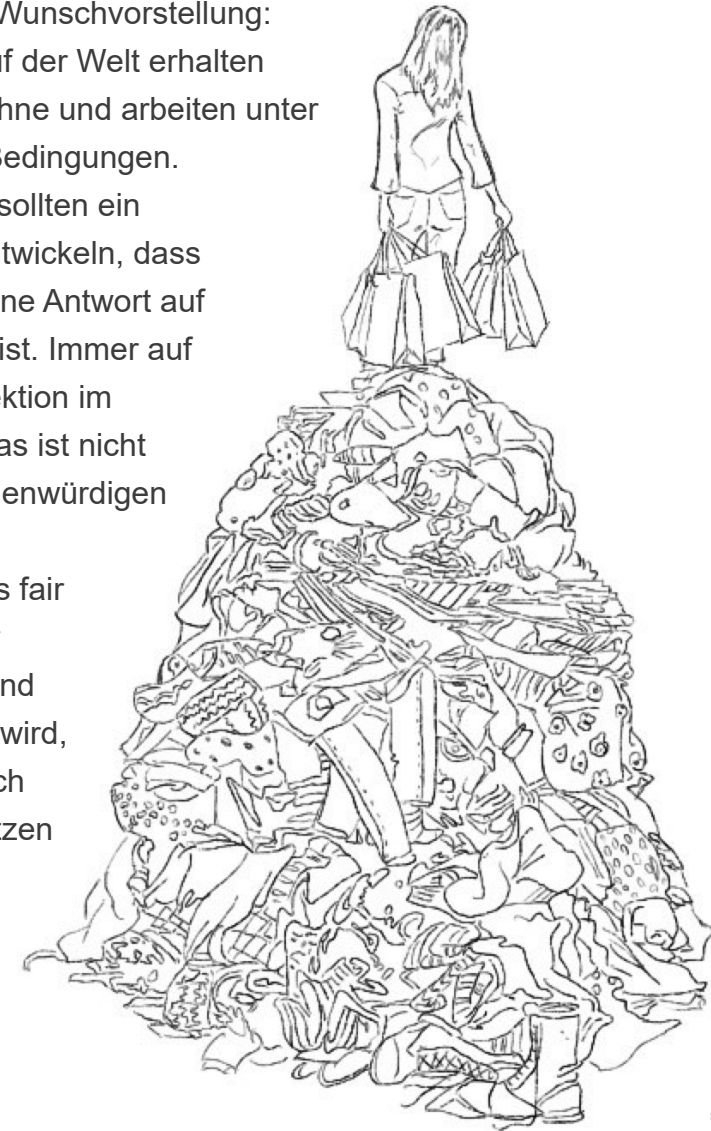 Wunschvorstellung:
f der Welt erhalten
hne und arbeiten unter
Bedingungen.
sollten ein
twickeln, dass
ne Antwort auf
ist. Immer auf
ektion im
as ist nicht
enwürdigen
s fair
nd
wird,
ch
tzen